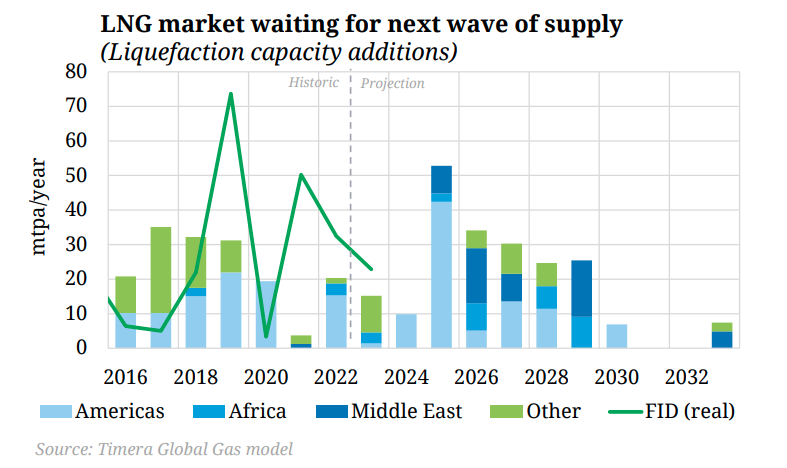 LNG market waiting for next wave of supply
(Liquefaction capacity additions)
80
Historic Projection
70
60
50
40
30
20
10
0
mtpa/year
2016 2018 2020 2022 2024 2026 2028 2030 2032
Americas Africa Middle East Other FID (real)
Source: Timera Global Gas model